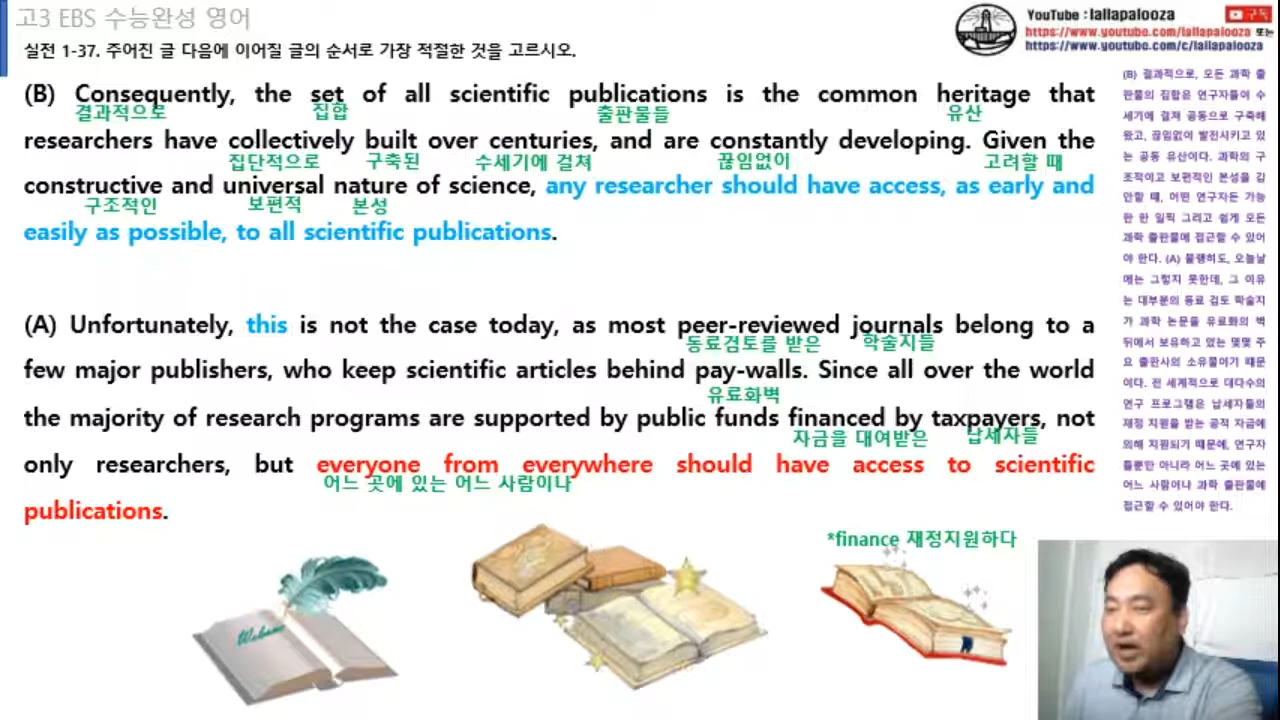 고3 EBS 수능완성 영어
YouTube : lallapalooza
구독
https://www.youtube.com/lallapalooza 또는
https://www.youtube.com/c/lallapalooza
실전 1-37. 주어진 글 다음에 이어질 글의 순서로 가장 적절한 것을 고르시오.
(B) Consequently, the set of all scientific publications is the common heritage that
결과적으로 집합 출판물들 유산
researchers have collectively built over centuries, and are constantly developing. Given the
집단적으로 구축된 수세기에 걸쳐 끊임없이 고려할 때
constructive and universal nature of science, any researcher should have access, as early and
구조적인 보편적 본성
easily as possible, to all scientific publications.
(A) Unfortunately, this is not the case today, as most peer-reviewed journals belong to a
동료검토를 받은 학술지들
few major publishers, who keep scientific articles behind pay-walls. Since all over the world
유료화벽
the majority of research programs are supported by public funds financed by taxpayers, not
자금을 대여받은 납세자들
only researchers, but everyone from everywhere should have access to scientific
어느 곳에 있는 어느 사람이나
publications.
*finance 재정지원하다
(B) 결과적으로, 모든 과학 출
판물의 집합은 연구자들이 수
세기에 걸쳐 공동으로 구축해
왔고, 끊임없이 발전시키고 있
는 공동 유산이다. 과학의 구
조적이고 보편적인 본성을 감
안할 때, 어떤 연구자든 가능
한 한 일찍 그리고 쉽게 모든
과학 출판물에 접근할 수 있어
야 한다. (A) 불행히도, 오늘날
에는 그렇지 못한데, 그 이유
는 대부분의 동료 검토 학술지
가 과학 논문을 유료화의 벽
뒤에서 보유하고 있는 몇몇 주
요 출판사의 소유물이기 때문
이다. 전 세계적으로 대다수의
연구 프로그램은 납세자들의
재정 지원을 받는 공적 자금에
의해 지원되기 때문에, 연구자
들뿐만 아니라 어느 곳에 있는
어느 사람이나 과학 출판물에
접근할 수 있어야 한다.